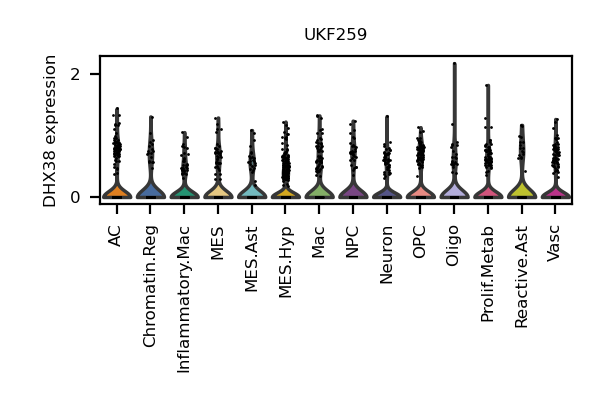 UKF259
DHX38 expression
2
0
AC
Chromatin.Reg
Inflammatory.Mac
MES
MES.Ast
MES.Hyp
Mac
NPC
Neuron
OPC
Oligo
Prolif.Metab
Reactive.Ast
Vasc